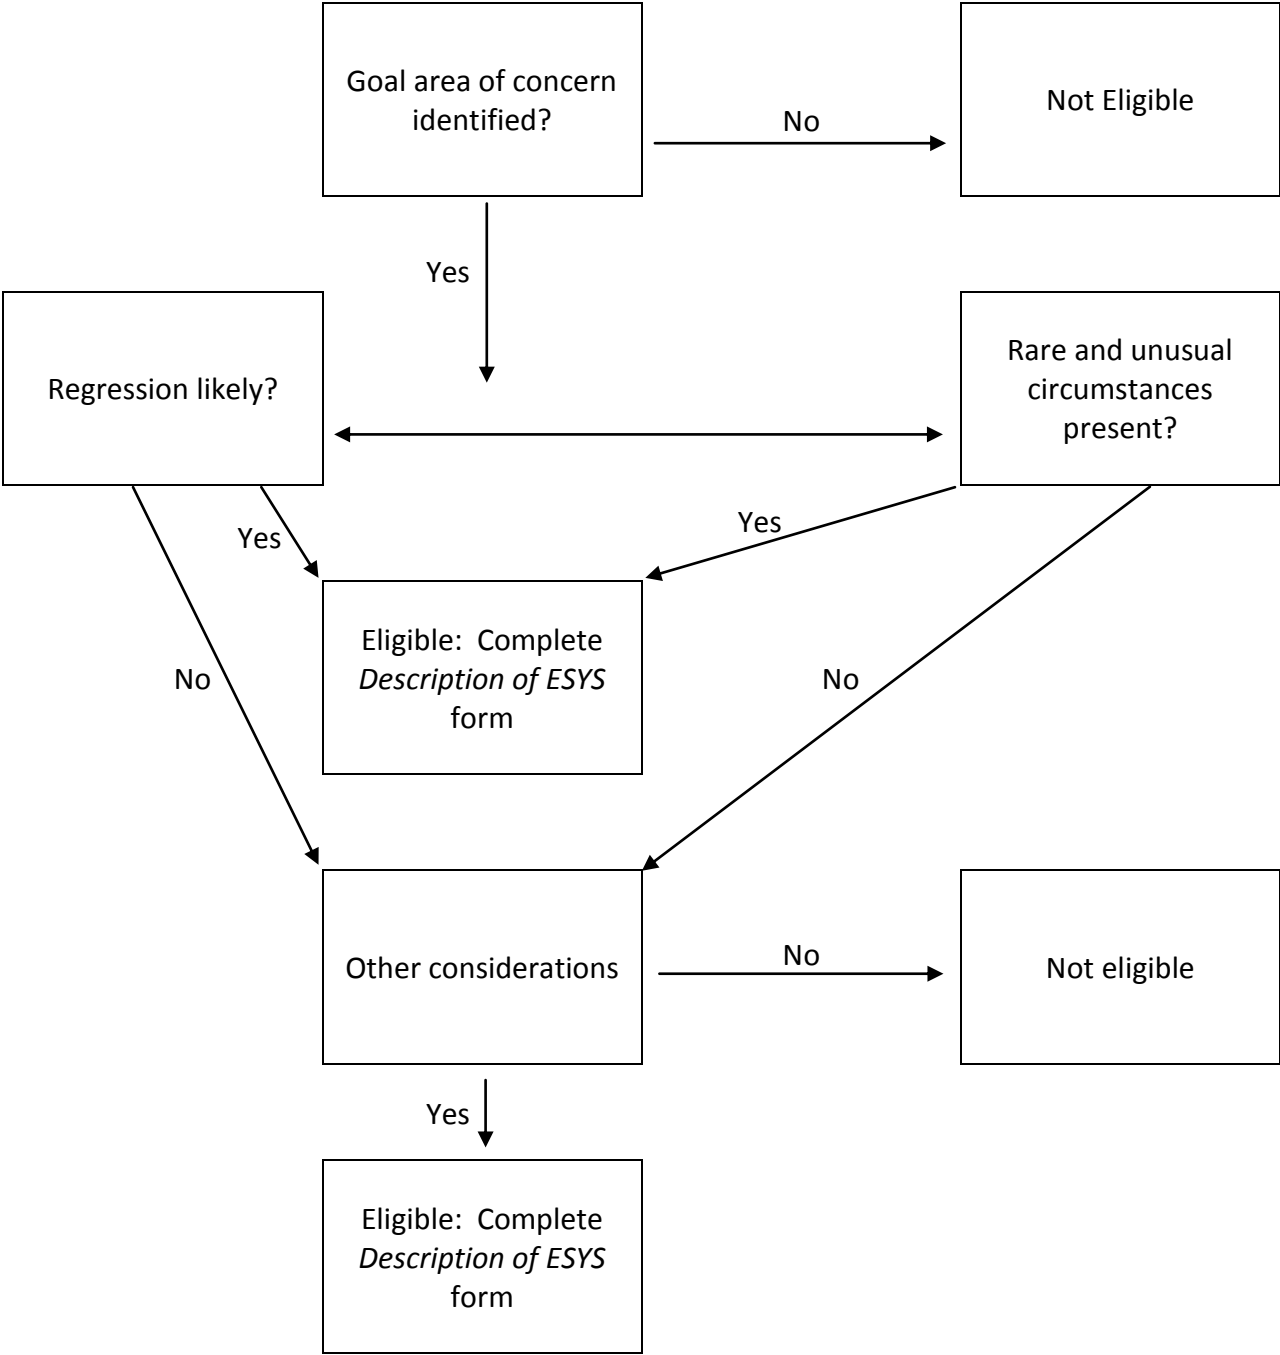 Goal area of concern
identified?
No
Not Eligible
Yes
Regression likely?
Rare and unusual
circumstances
present?
Yes
Yes
Eligible:  Complete
Description of ESYS
form
No
No
Other considerations
No
Not eligible
Yes
Eligible:  Complete
Description of ESYS
form